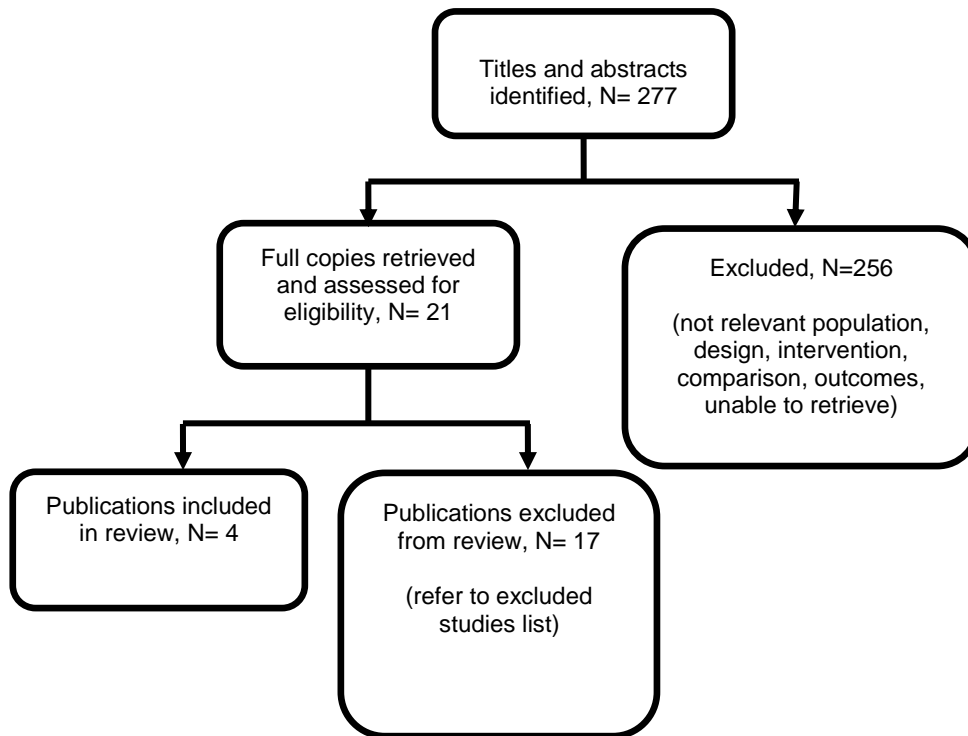 Titles and abstracts
identified, N= 277
Full copies retrieved
and assessed for
eligibility, N= 21
Excluded, N=256
(not relevant population,
design, intervention,
comparison, outcomes,
unable to retrieve)
Publications included
in review, N= 4
Publications excluded
from review, N= 17
(refer to excluded
studies list)